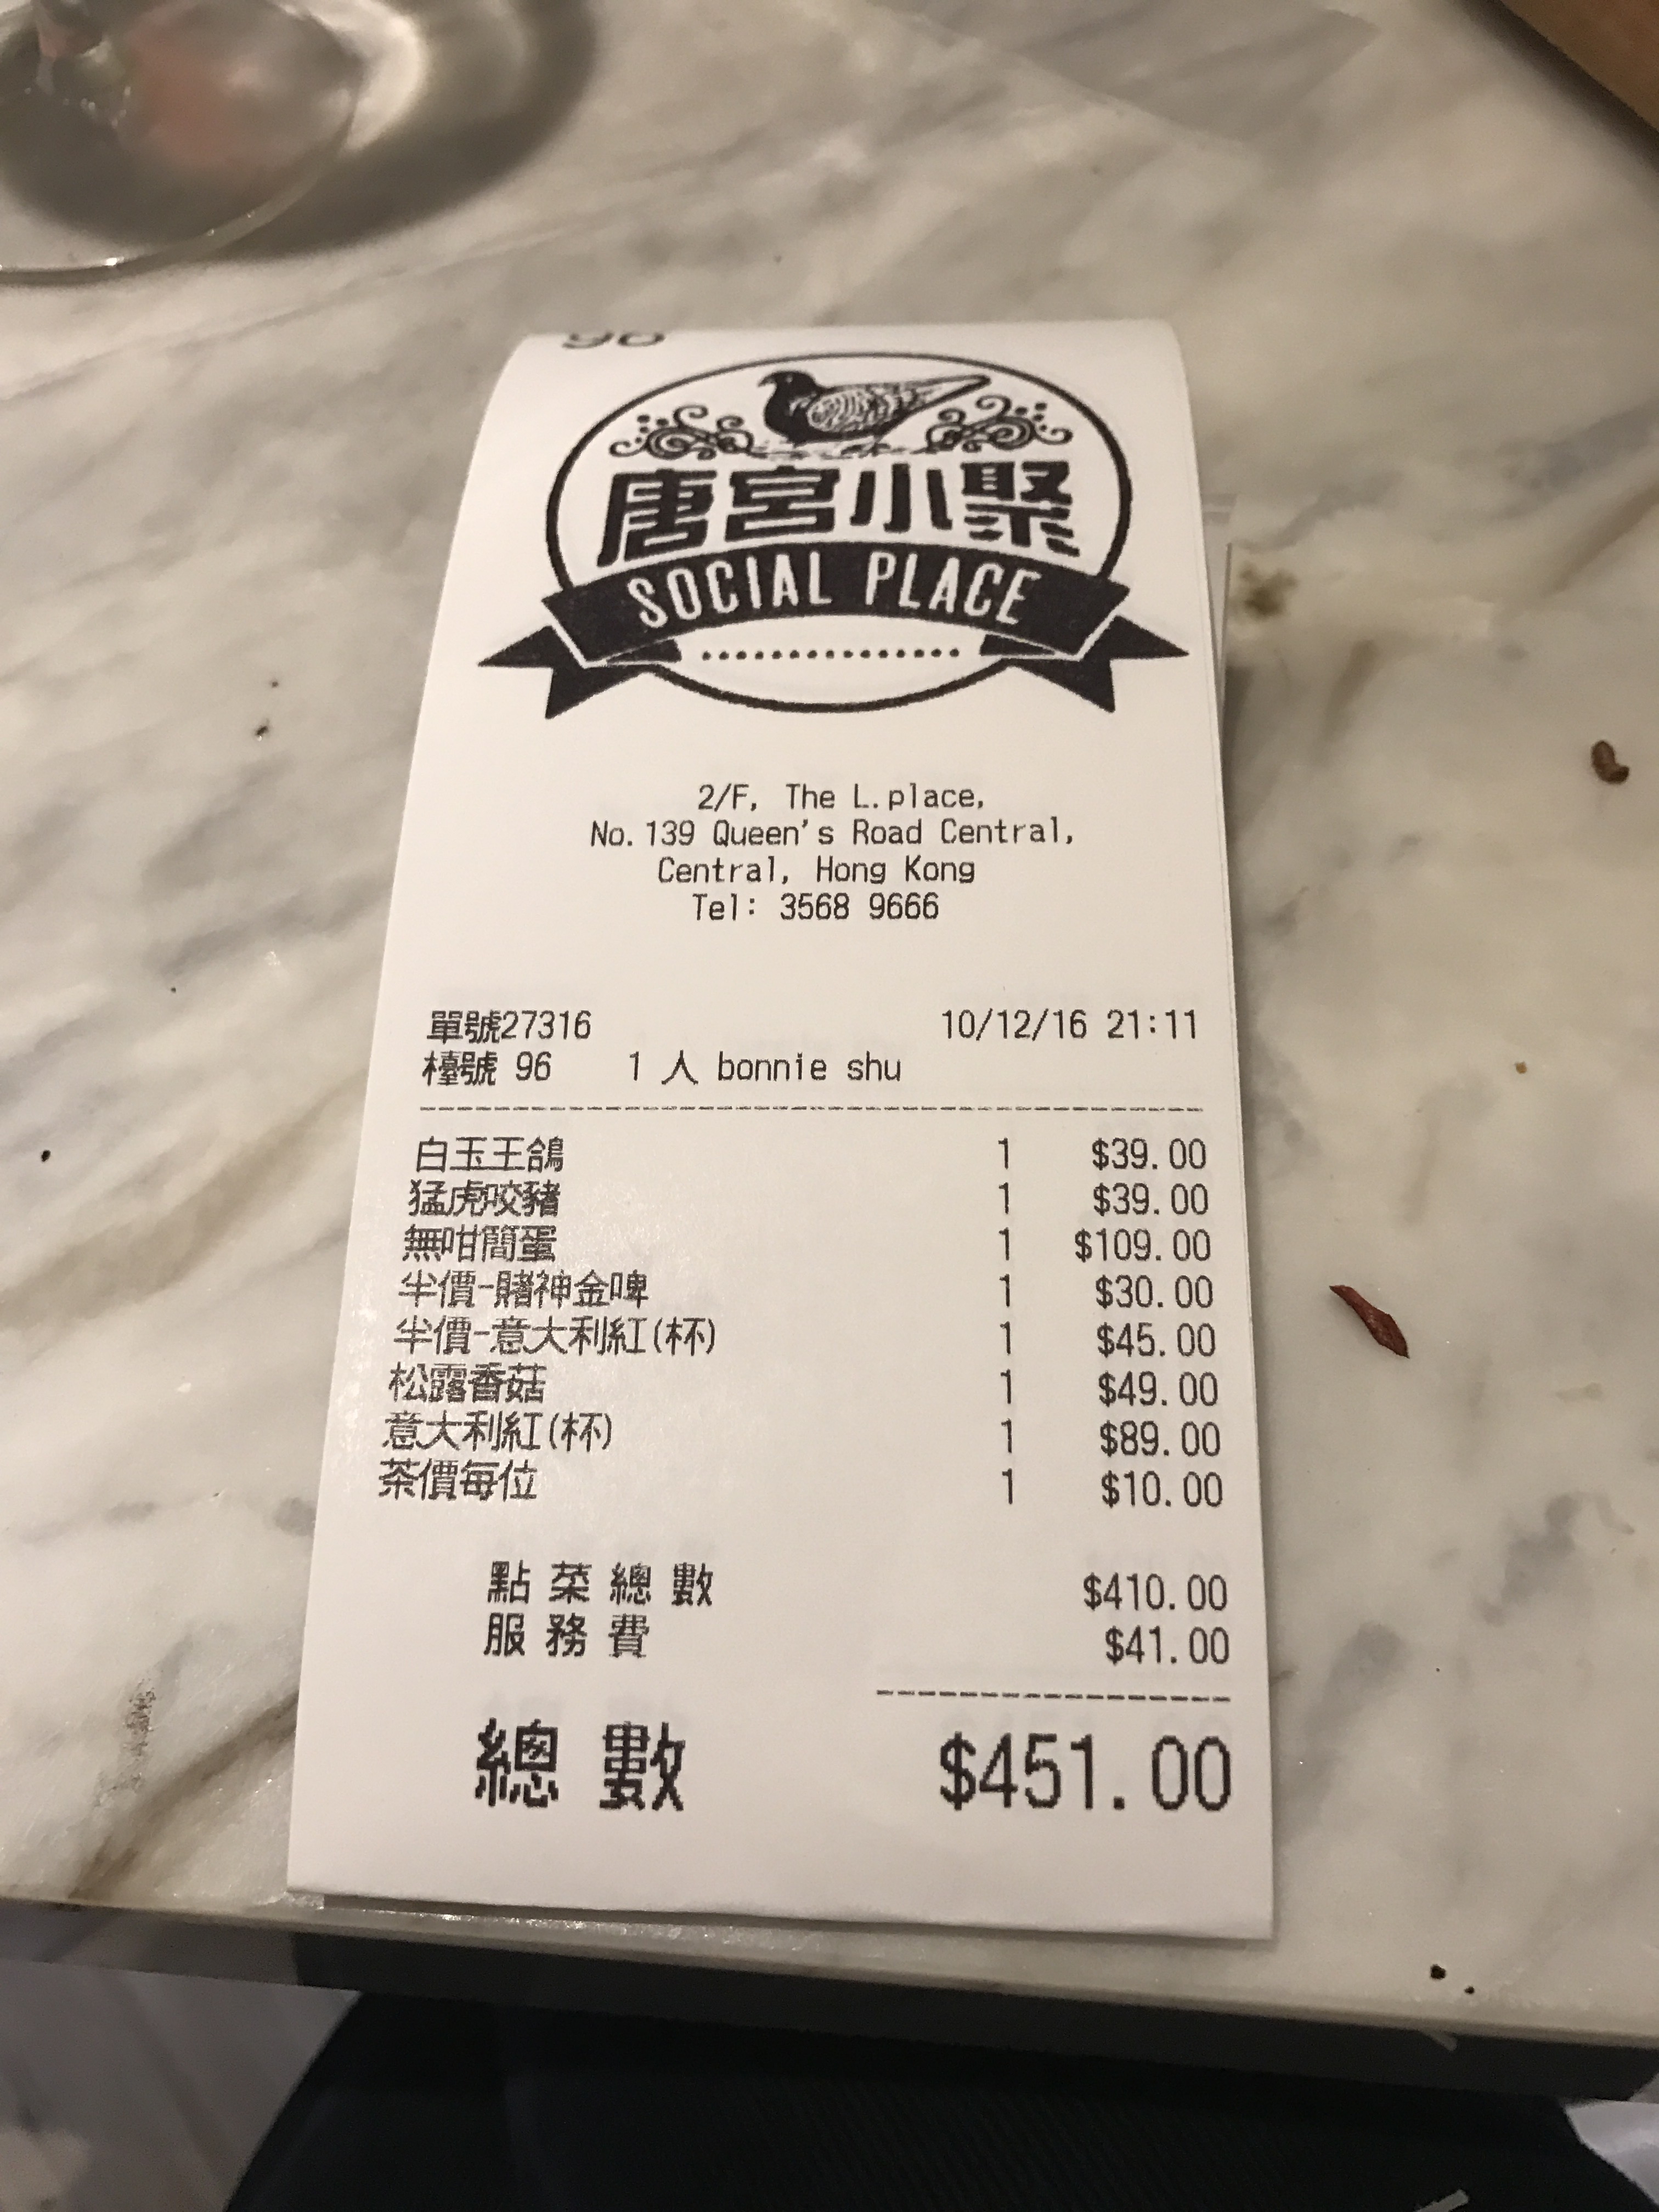 唐宮小聚
SOCIAL PLACE
2/F, The L.place,
No.139 Queen's Road Central,
Central, Hong Kong
Tel: 3568 9666
單號27316 10/12/16 21:11
檯號 96 1 人 bonnie shu
白玉王鴿 1 $39.00
猛虎咬豬 1 $39.00
無咁簡蛋 1 $109.00
半價-賭神金啤 1 $30.00
半價-意大利紅(杯) 1 $45.00
松露香菇 1 $49.00
意大利紅(杯) 1 $89.00
茶價每位 1 $10.00
點菜總數 $410.00
服務費 $41.00
總數 $451.00